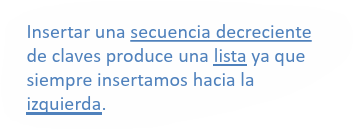 Insertar una secuencia decreciente
de claves produce una lista ya que
siempre insertamos hacia la
izquierda.